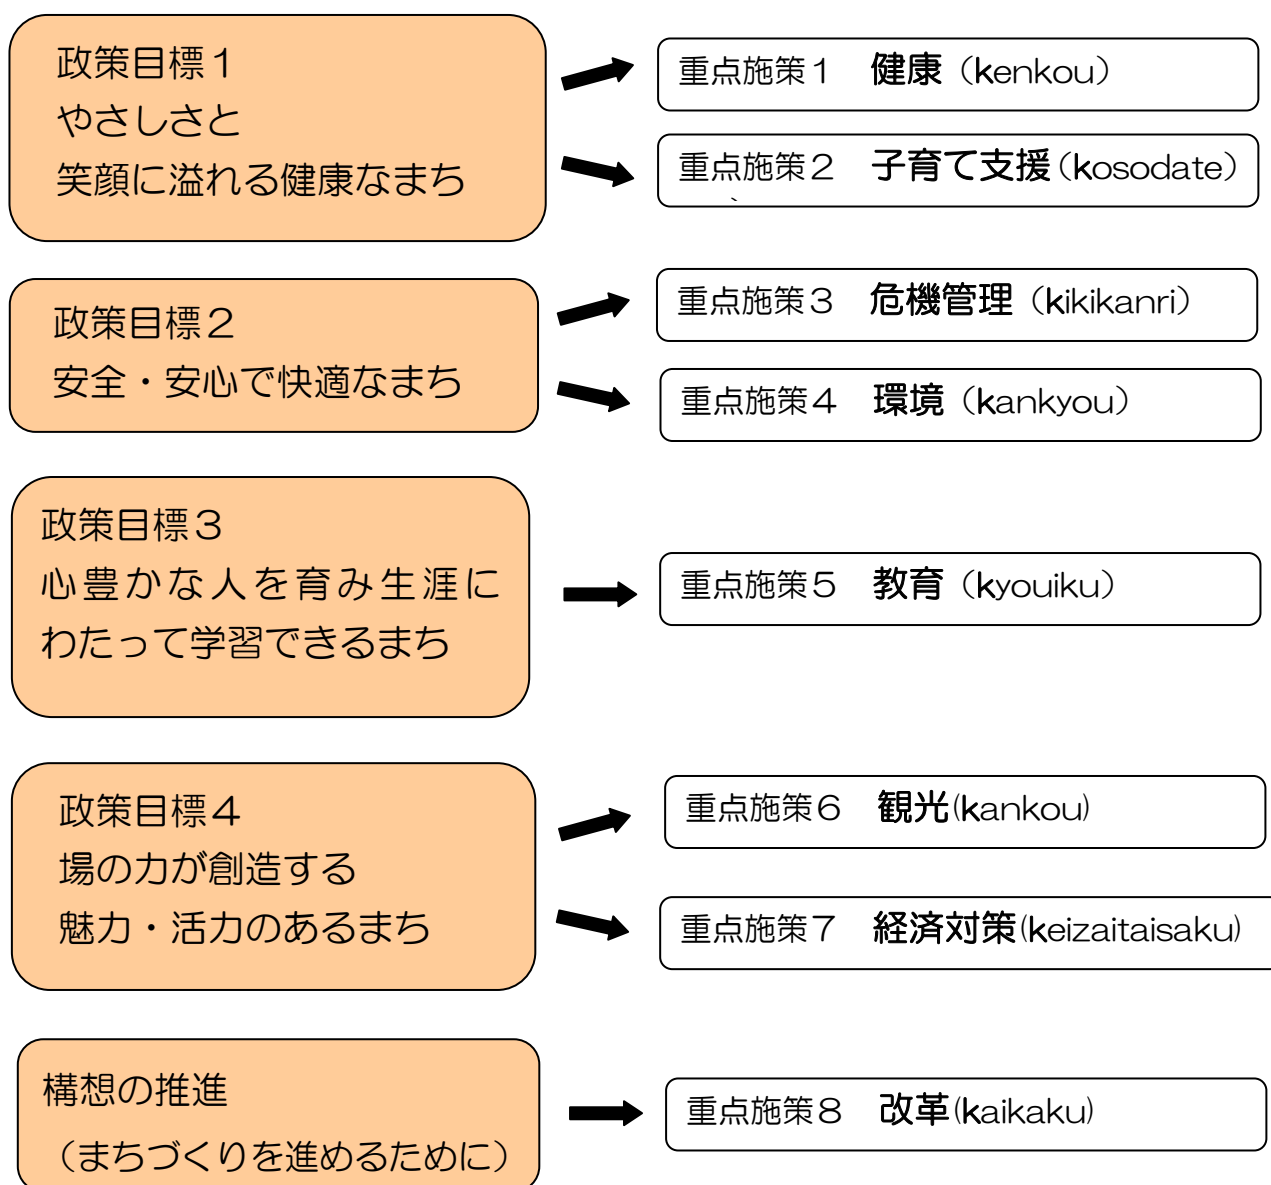 政策目標１
やさしさと
笑顔に溢れる健康なまち
重点施策１　健康（kenkou）
重点施策２　子育て支援（kosodate）
政策目標２
安全・安心で快適なまち
重点施策３　危機管理（kikikanri）
重点施策４　環境（kankyou）
政策目標３
心豊かな人を育み生涯に
わたって学習できるまち
重点施策５　教育（kyouiku）
政策目標４
場の力が創造する
魅力・活力のあるまち
重点施策６　観光(kankou)
重点施策７　経済対策(keizaitaisaku)
構想の推進
（まちづくりを進めるために）
重点施策８　改革(kaikaku)